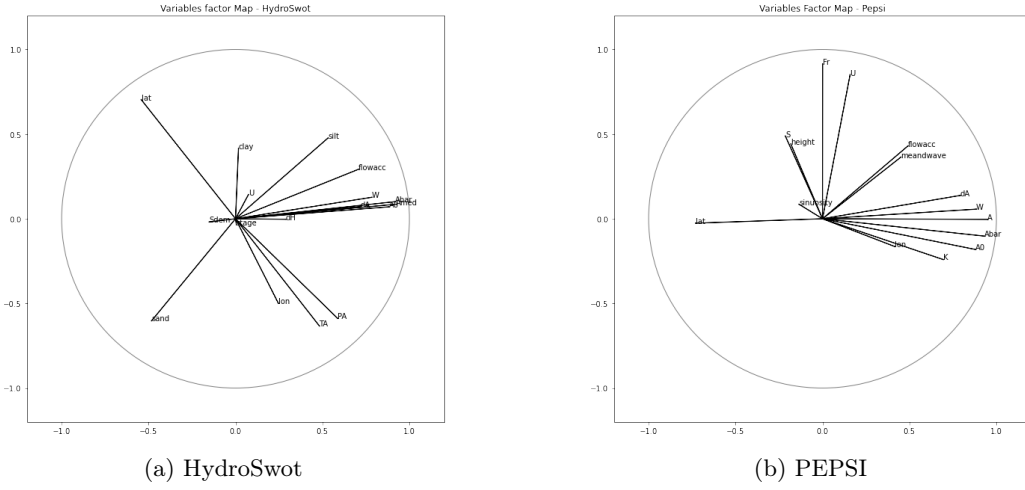 Variables factor Map - HydroSwot
1.0
0.5
0.0
−0.5
−1.0
−1.0
−0.5
0.0
0.5
1.0
lat
clay
silt
flowacc
U
W
Abar
dH
Sdem
stage
sand
lon
PA
TA
(a) HydroSwot
Variables Factor Map - Pepsi
1.0
0.5
0.0
−0.5
−1.0
−1.0
−0.5
0.0
0.5
1.0
Fr
U
S
height
flowacc
meandwave
sinuosity
dA
W
lat
A
Abar
lon
A0
K
(b) PEPSI